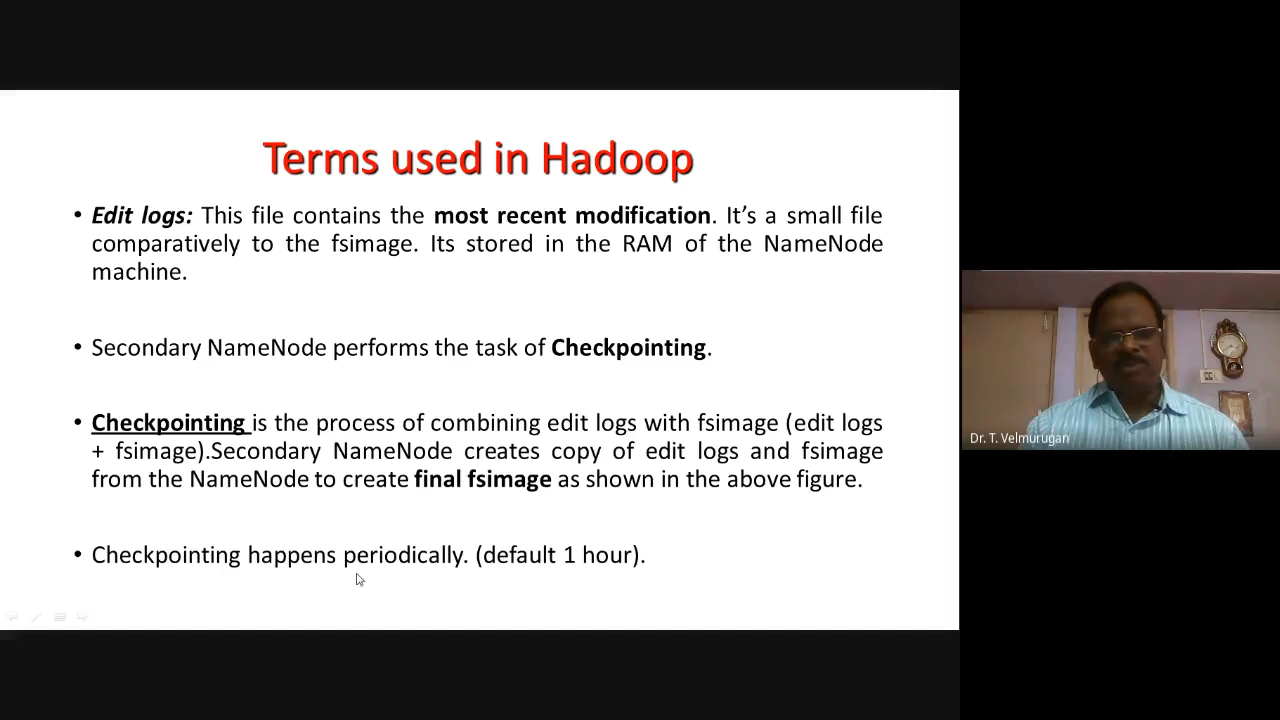 Terms used in Hadoop
• Edit logs: This file contains the most recent modification. It’s a small file
comparatively to the fsimage. Its stored in the RAM of the NameNode
machine.
• Secondary NameNode performs the task of Checkpointing.
• Checkpointing is the process of combining edit logs with fsimage (edit logs
+ fsimage).Secondary NameNode creates copy of edit logs and fsimage
from the NameNode to create final fsimage as shown in the above figure.
• Checkpointing happens periodically. (default 1 hour).
Dr. T. Velmurugan